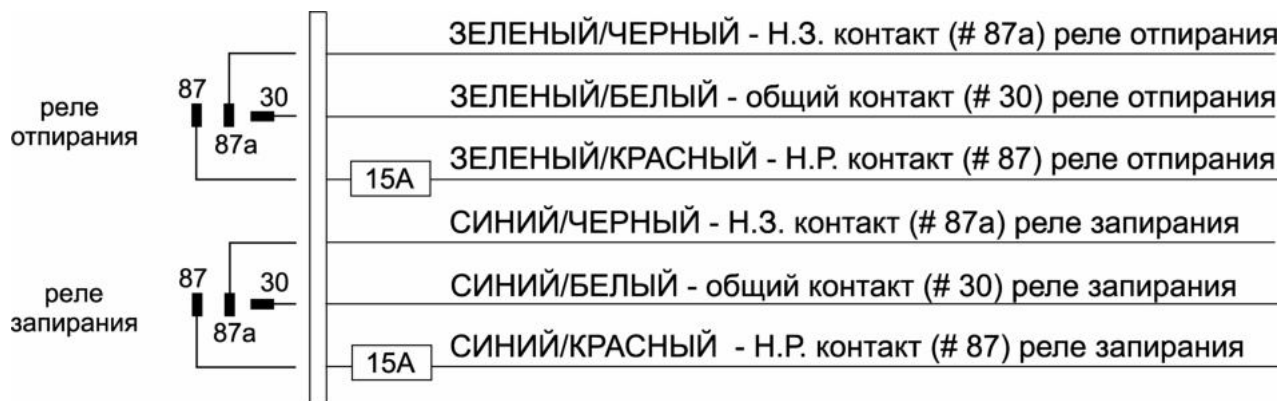 ЗЕЛЕНЫЙ/ЧЕРНЫЙ - Н.З. контакт (# 87а) реле отпирания
87
30
реле
отпирания
87а
ЗЕЛЕНЫЙ/БЕЛЫЙ - общий контакт (# 30) реле отпирания
ЗЕЛЕНЫЙ/КРАСНЫЙ - Н.Р. контакт (# 87) реле отпирания
15А
СИНИЙ/ЧЕРНЫЙ - Н.З. контакт (# 87а) реле запирания
87
30
реле
запирания
87а
СИНИЙ/БЕЛЫЙ - общий контакт (# 30) реле запирания
СИНИЙ/КРАСНЫЙ - Н.Р. контакт (# 87) реле запирания
15А